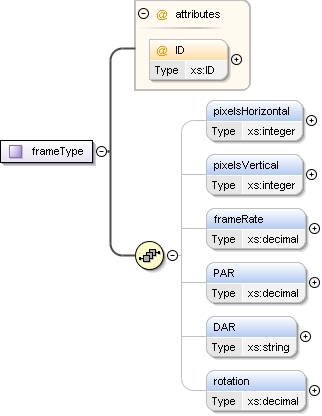 @ attributes
@ ID
Type xs:ID
frameType
pixelsHorizontal
Type xs:integer
pixelsVertical
Type xs:integer
frameRate
Type xs:decimal
PAR
Type xs:decimal
DAR
Type xs:string
rotation
Type xs:decimal